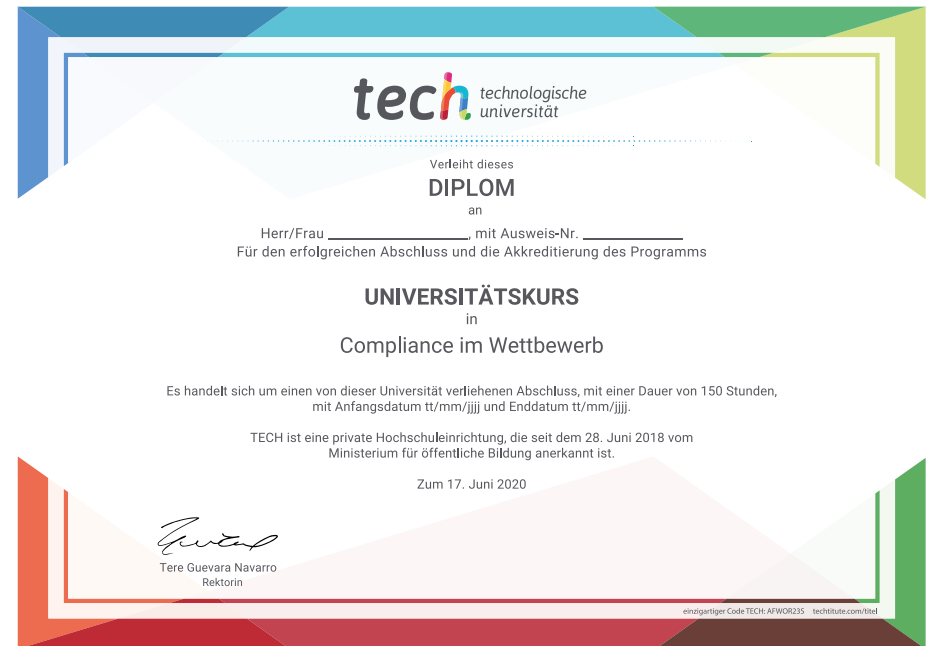 tech technologische
universität
Verleiht dieses
DIPLOM
an
Herr/Frau ____________________, mit Ausweis-Nr. ______________
Für den erfolgreichen Abschluss und die Akkreditierung des Programms
UNIVERSITÄTSKURS
in
Compliance im Wettbewerb
Es handelt sich um einen von dieser Universität verliehenen Abschluss, mit einer Dauer von 150 Stunden,
mit Anfangsdatum tt/mm/jjjj und Enddatum tt/mm/jjjj.
TECH ist eine private Hochschuleinrichtung, die seit dem 28. Juni 2018 vom
Ministerium für öffentliche Bildung anerkannt ist.
Zum 17. Juni 2020
Tere Guevara Navarro
Rektorin
einzigartiger Code TECH: AFWOR23S techtitute.com/titel